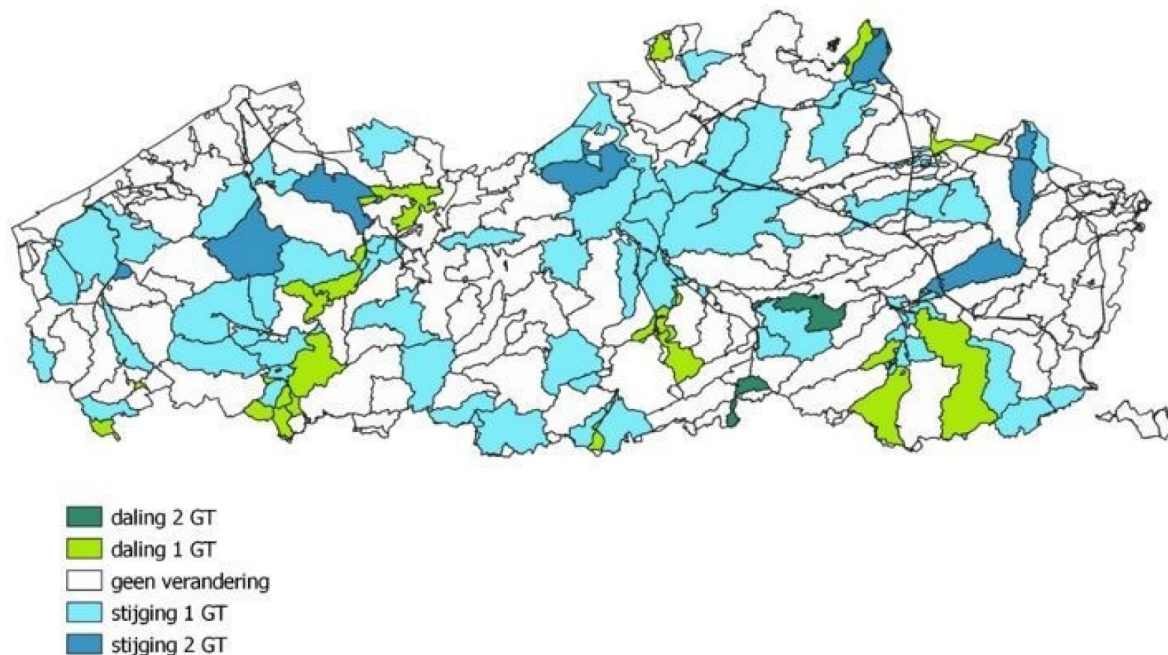 daling 2 GT
daling 1 GT
geen verandering
stijging 1 GT
stijging 2 GT